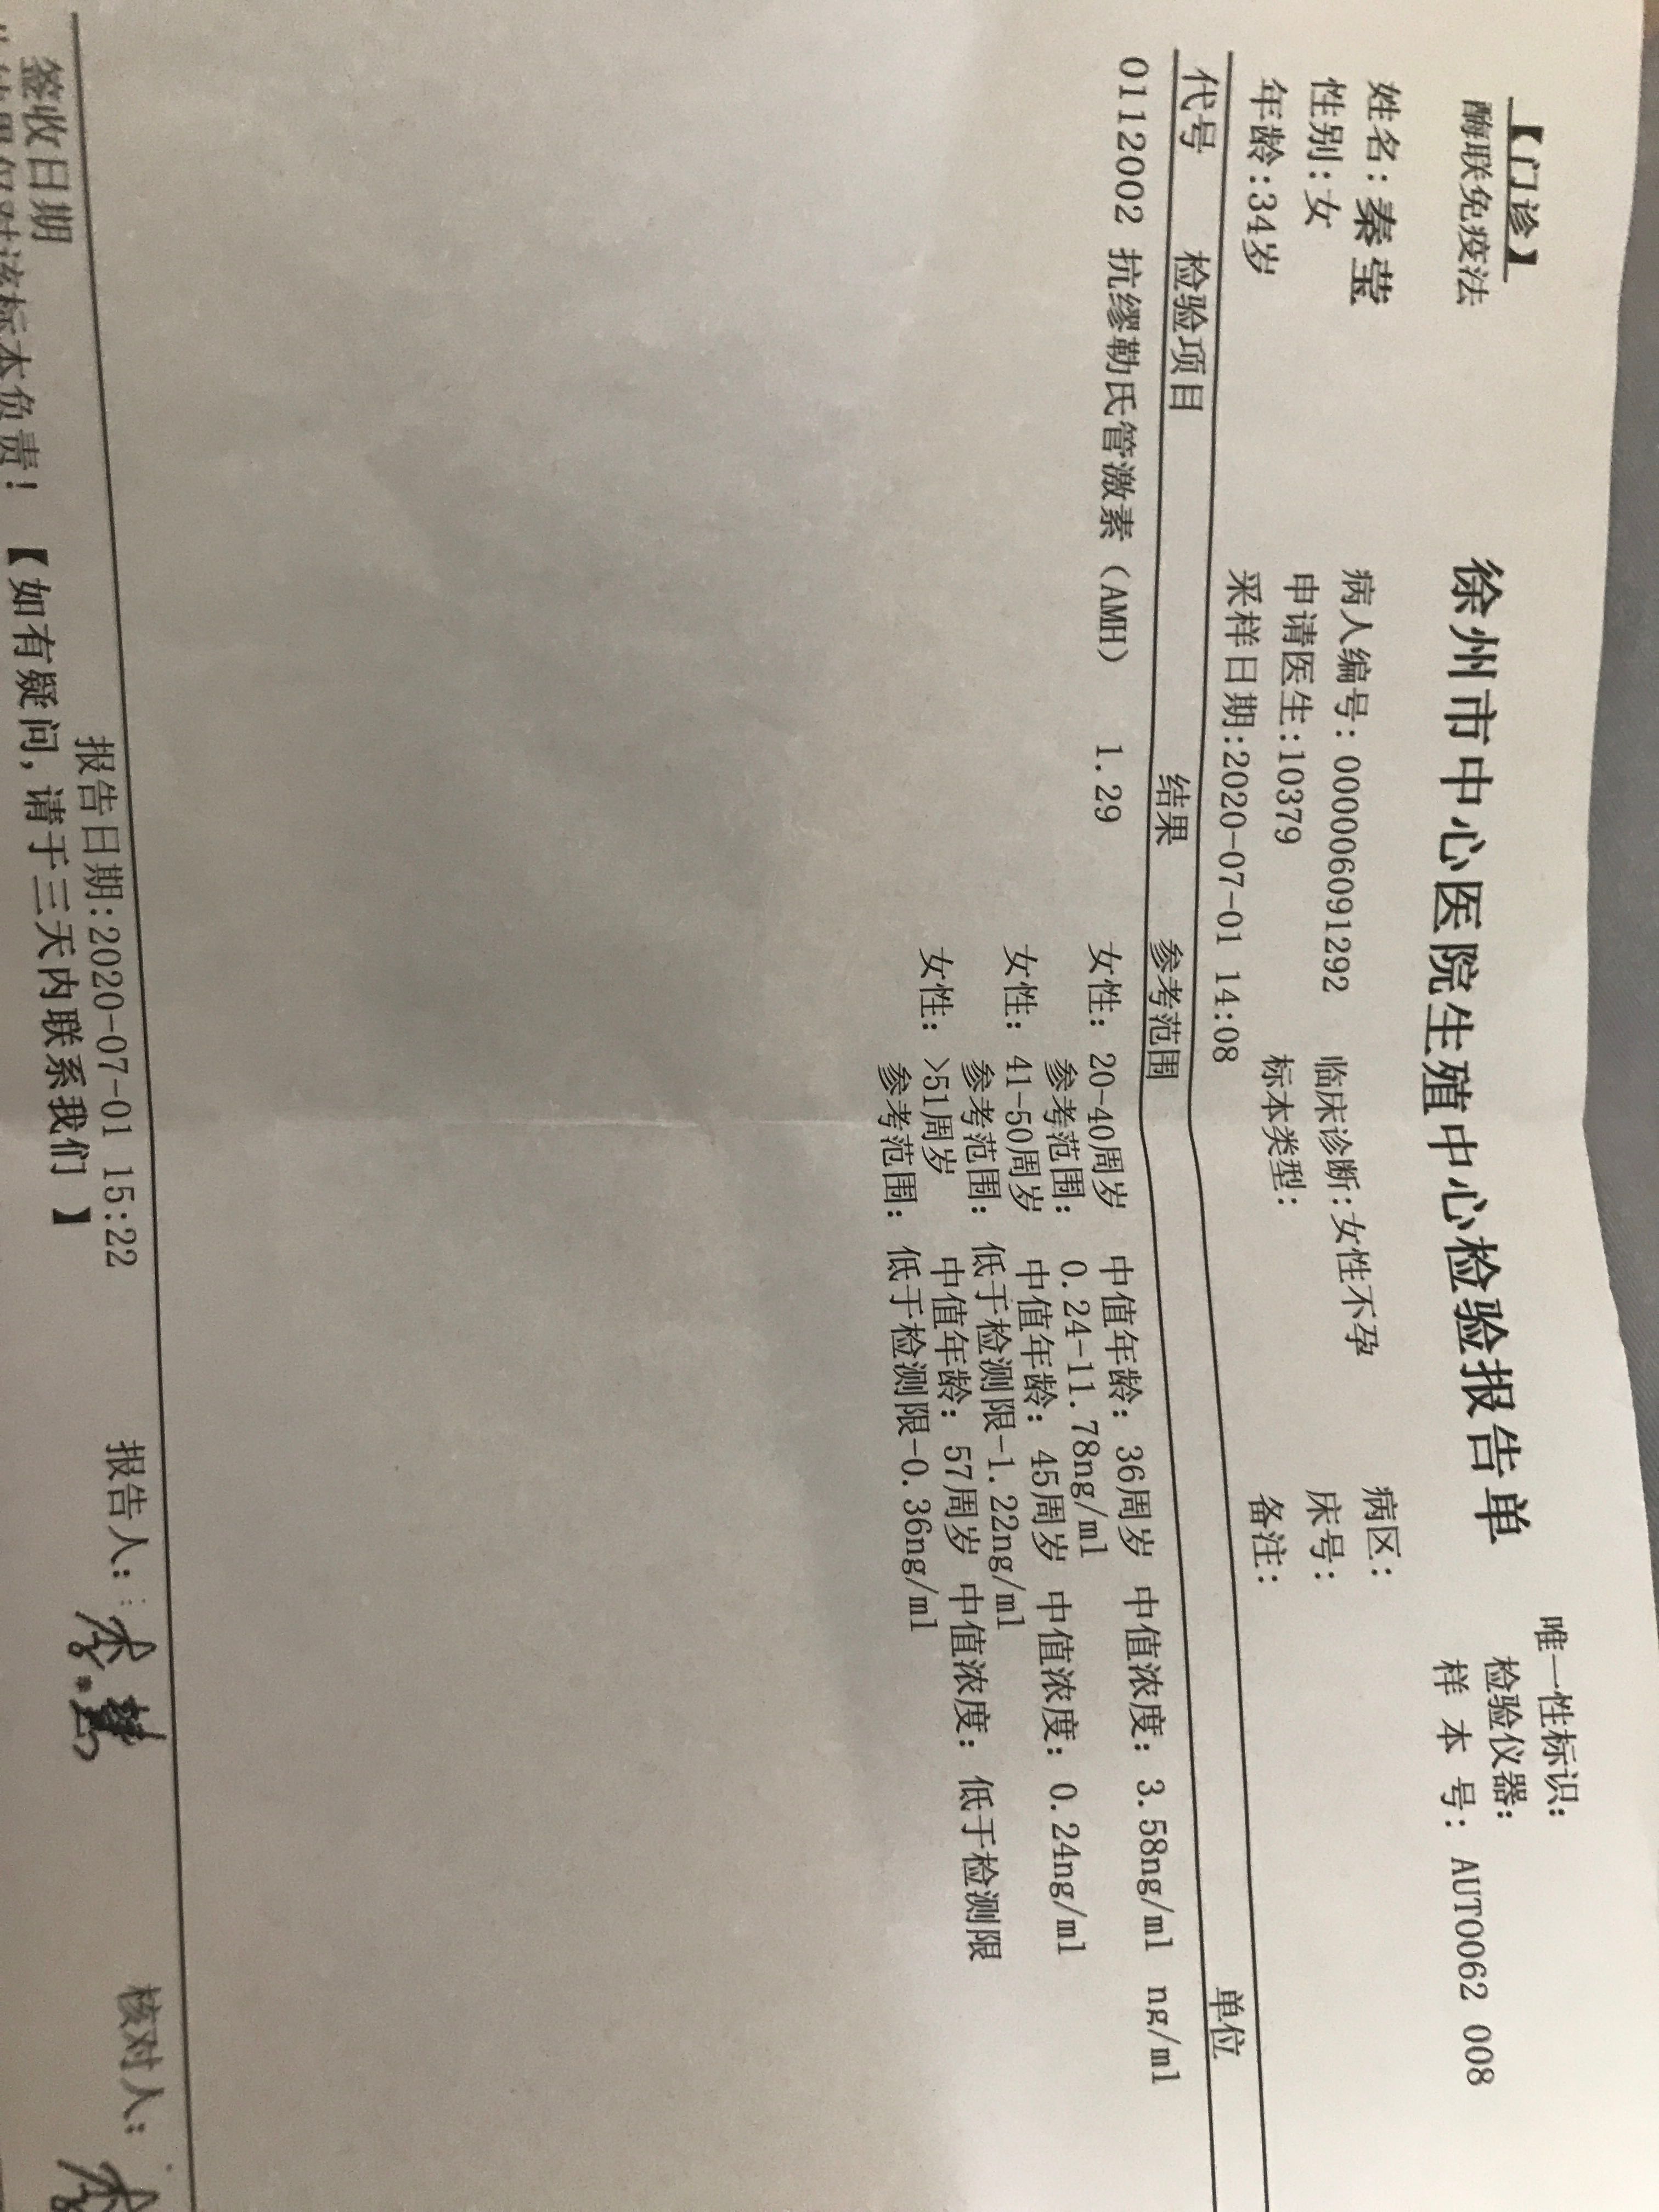 【门诊】
徐州市中心医院生殖中心检验报告单
唯一性标识:
检验仪器:
酶联免疫法
样 本 号: AUTO062 008
姓名:秦莹
病人编号:000006091292
临床诊断:女性不孕
病区:
性别:女
申请医生:10379
标本类型:
床号:
年龄:34岁
采样日期:2020-07-01 14:08
备注:
代号 检验项目 结果 参考范围 单位
0112002 抗缪勒氏管激素(AMH) 1.29 女性: 20-40周岁 中值年龄: 36周岁 中值浓度: 3.58ng/ml ng/ml
参考范围: 0.24-11.78ng/ml
女性: 41-50周岁 中值年龄: 45周岁 中值浓度: 0.24ng/ml
参考范围: 低于检测限-1.22ng/ml
女性: >51周岁 中值年龄: 57周岁 中值浓度: 低于检测限
参考范围: 低于检测限-0.36ng/ml
签收日期 报告日期:2020-07-01 15:22 报告人: 核对人:
对该标本负责! 【如有疑问,请于三天内联系我们 】